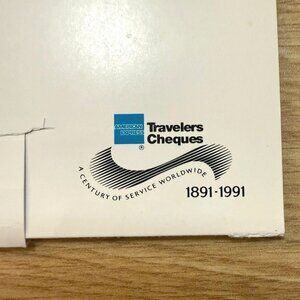 AMERICAN
EXPRESS
®
Travelers
Cheques
A CENTURY OF SERVICE WORLDWIDE
1891-1991